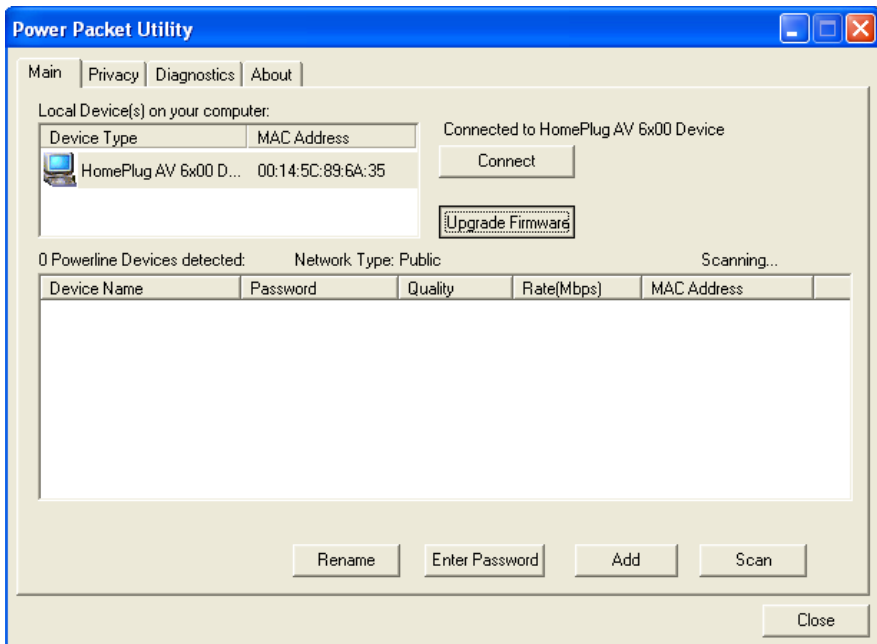 Power Packet Utility
Main Privacy Diagnostics About
Local Device(s) on your computer:
Device Type MAC Address
HomePlug AV 6x00 D... 00:14:5C:89:6A:35
Connected to HomePlug AV 6x00 Device
Connect
Upgrade Firmware
0 Powerline Devices detected: Network Type: Public Scanning...
Device Name Password Quality Rate(Mbps) MAC Address
Rename Enter Password Add Scan
Close